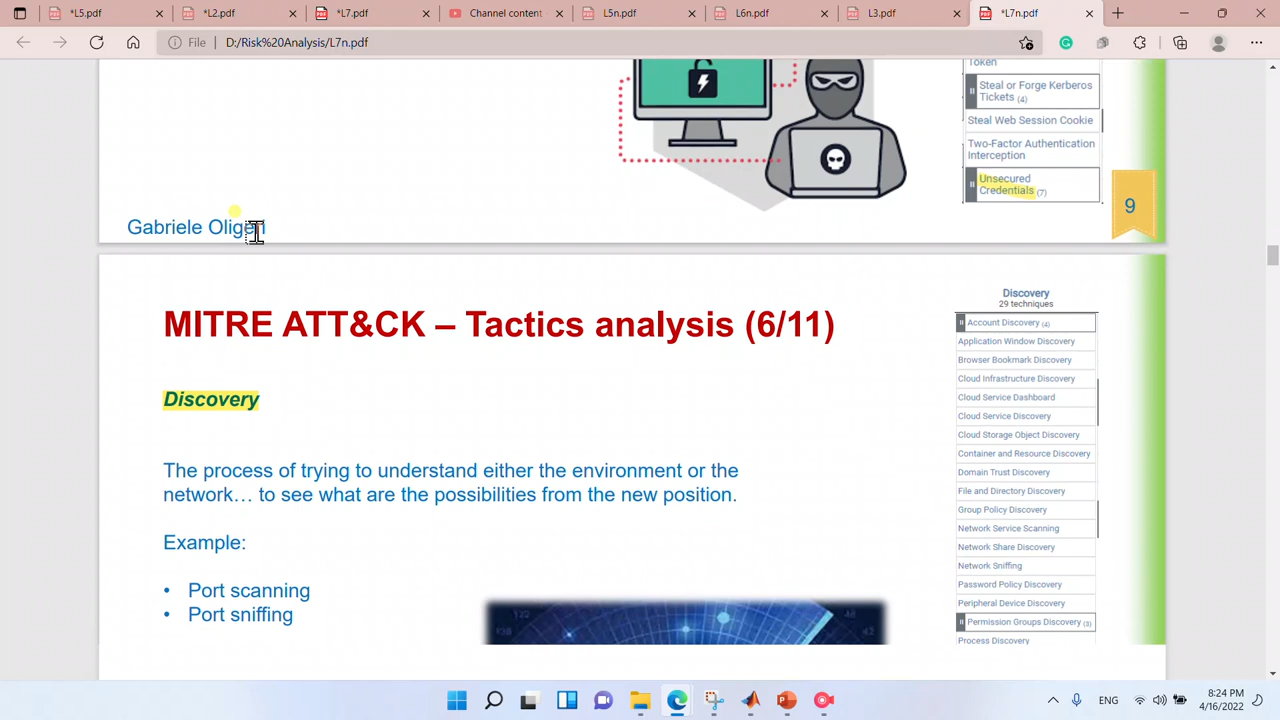 *L5.pdf
*L2.pdf
*L5.pdf
Channel content
L5n.pdf
L6n.pdf
L3.pdf
*L7n.pdf
File
D:/Risk%20Analysis/L7n.pdf
Token
Steal or Forge Kerberos
Tickets (4)
Steal Web Session Cookie
Two-Factor Authentication
Interception
Unsecured
Credentials (7)
9
Gabriele Oligeri
MITRE ATT&CK – Tactics analysis (6/11)
Discovery
The process of trying to understand either the environment or the
network… to see what are the possibilities from the new position.
Example:
• Port scanning
• Port sniffing
Discovery
29 techniques
Account Discovery (4)
Application Window Discovery
Browser Bookmark Discovery
Cloud Infrastructure Discovery
Cloud Service Dashboard
Cloud Service Discovery
Cloud Storage Object Discovery
Container and Resource Discovery
Domain Trust Discovery
File and Directory Discovery
Group Policy Discovery
Network Service Scanning
Network Share Discovery
Network Sniffing
Password Policy Discovery
Peripheral Device Discovery
Permission Groups Discovery (3)
Process Discovery
ENG
8:24 PM
4/16/2022